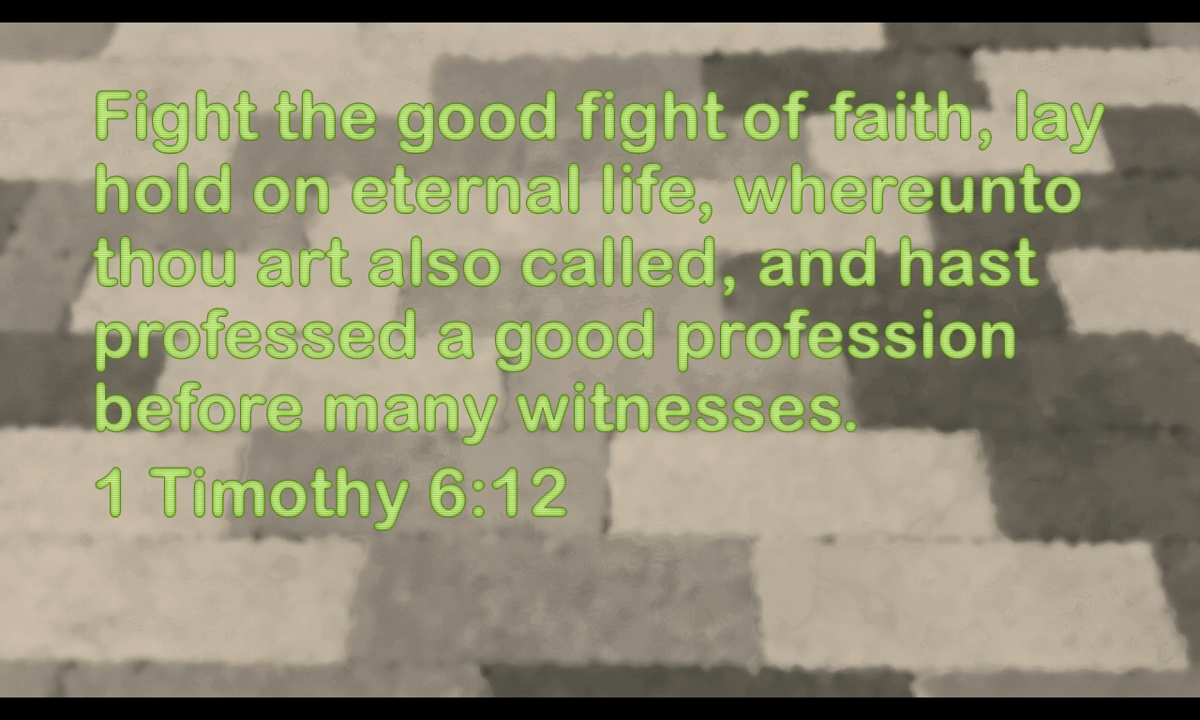 Fight the good fight of faith, lay
hold on eternal life, whereunto
thou art also called, and hast
professed a good profession
before many witnesses.
1 Timothy 6:12